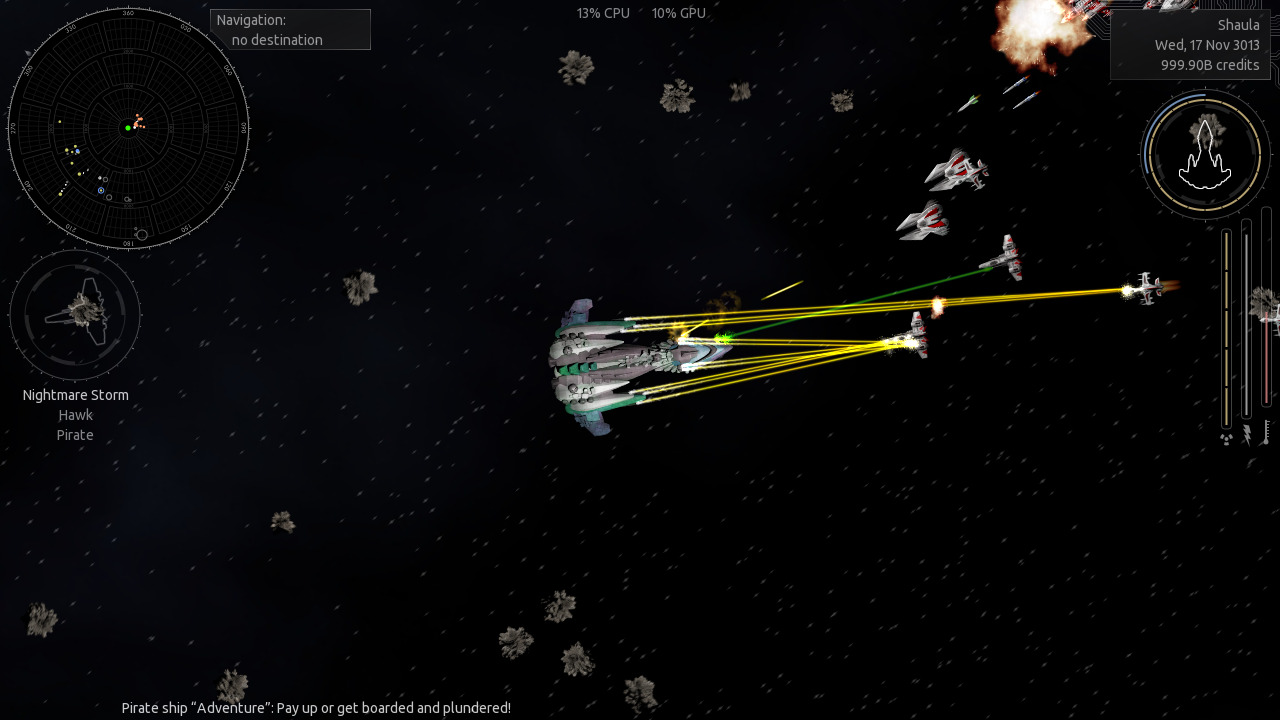 Navigation:
no destination
13% CPU 10% GPU
Shaula
Wed, 17 Nov 3013
999.90B credits
Nightmare Storm
Hawk
Pirate
Pirate ship “Adventure”: Pay up or get boarded and plundered!